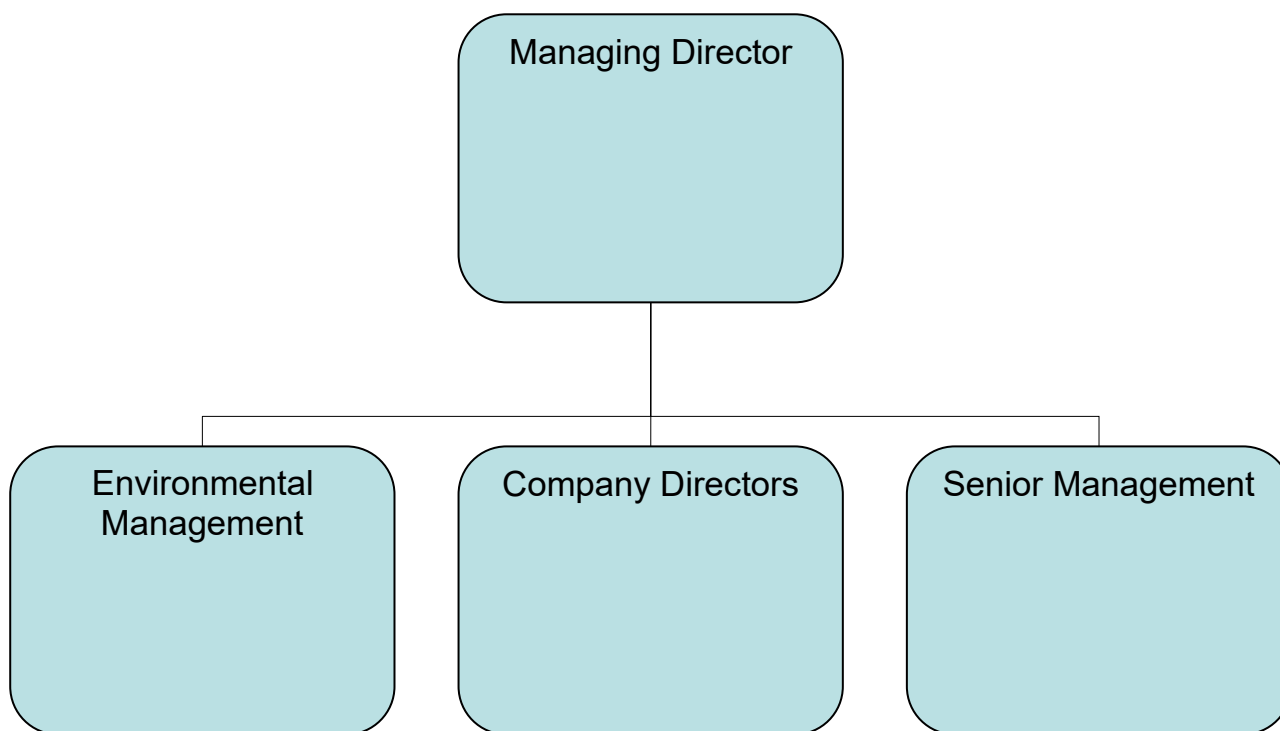 Managing Director
Environmental
Management
Company Directors
Senior Management